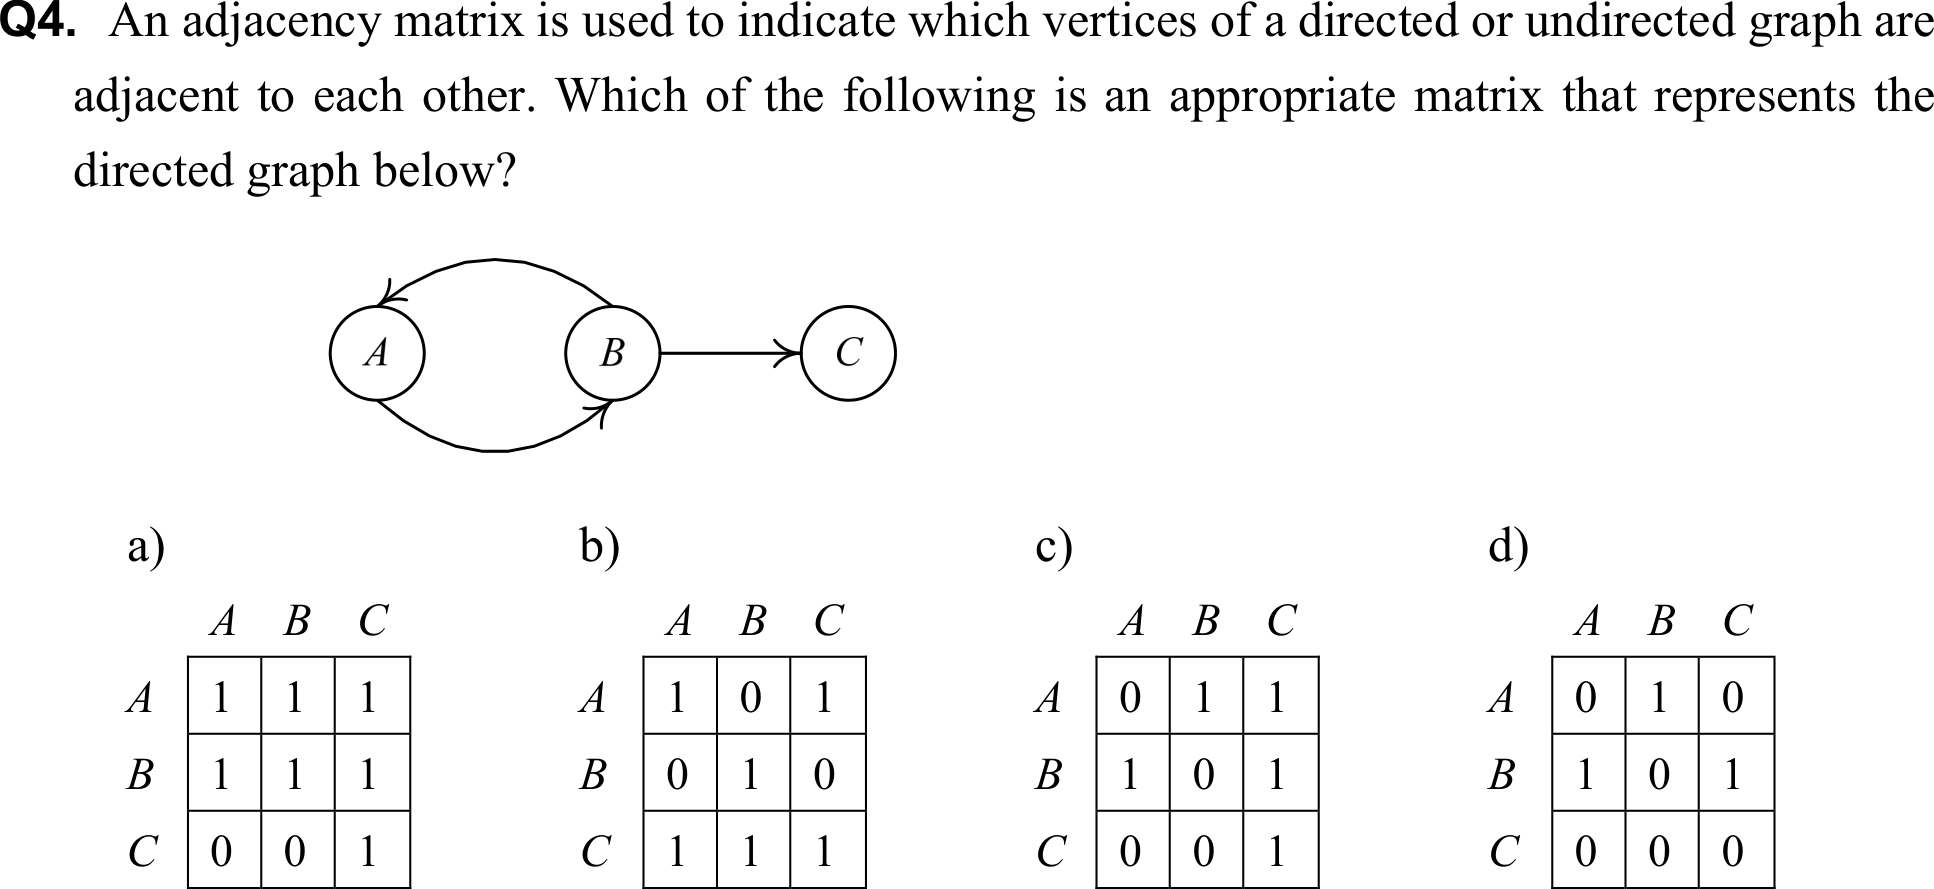 Q4. An adjacency matrix is used to indicate which vertices of a directed or undirected graph are
adjacent to each other. Which of the following is an appropriate matrix that represents the
directed graph below?
A B C
a) b) c) d)
A B C A B C A B C A B C
A 1 1 1 A 1 0 1 A 0 1 1 A 0 1 0
B 1 1 1 B 0 1 0 B 1 0 1 B 1 0 1
C 0 0 1 C 1 1 1 C 0 0 1 C 0 0 0